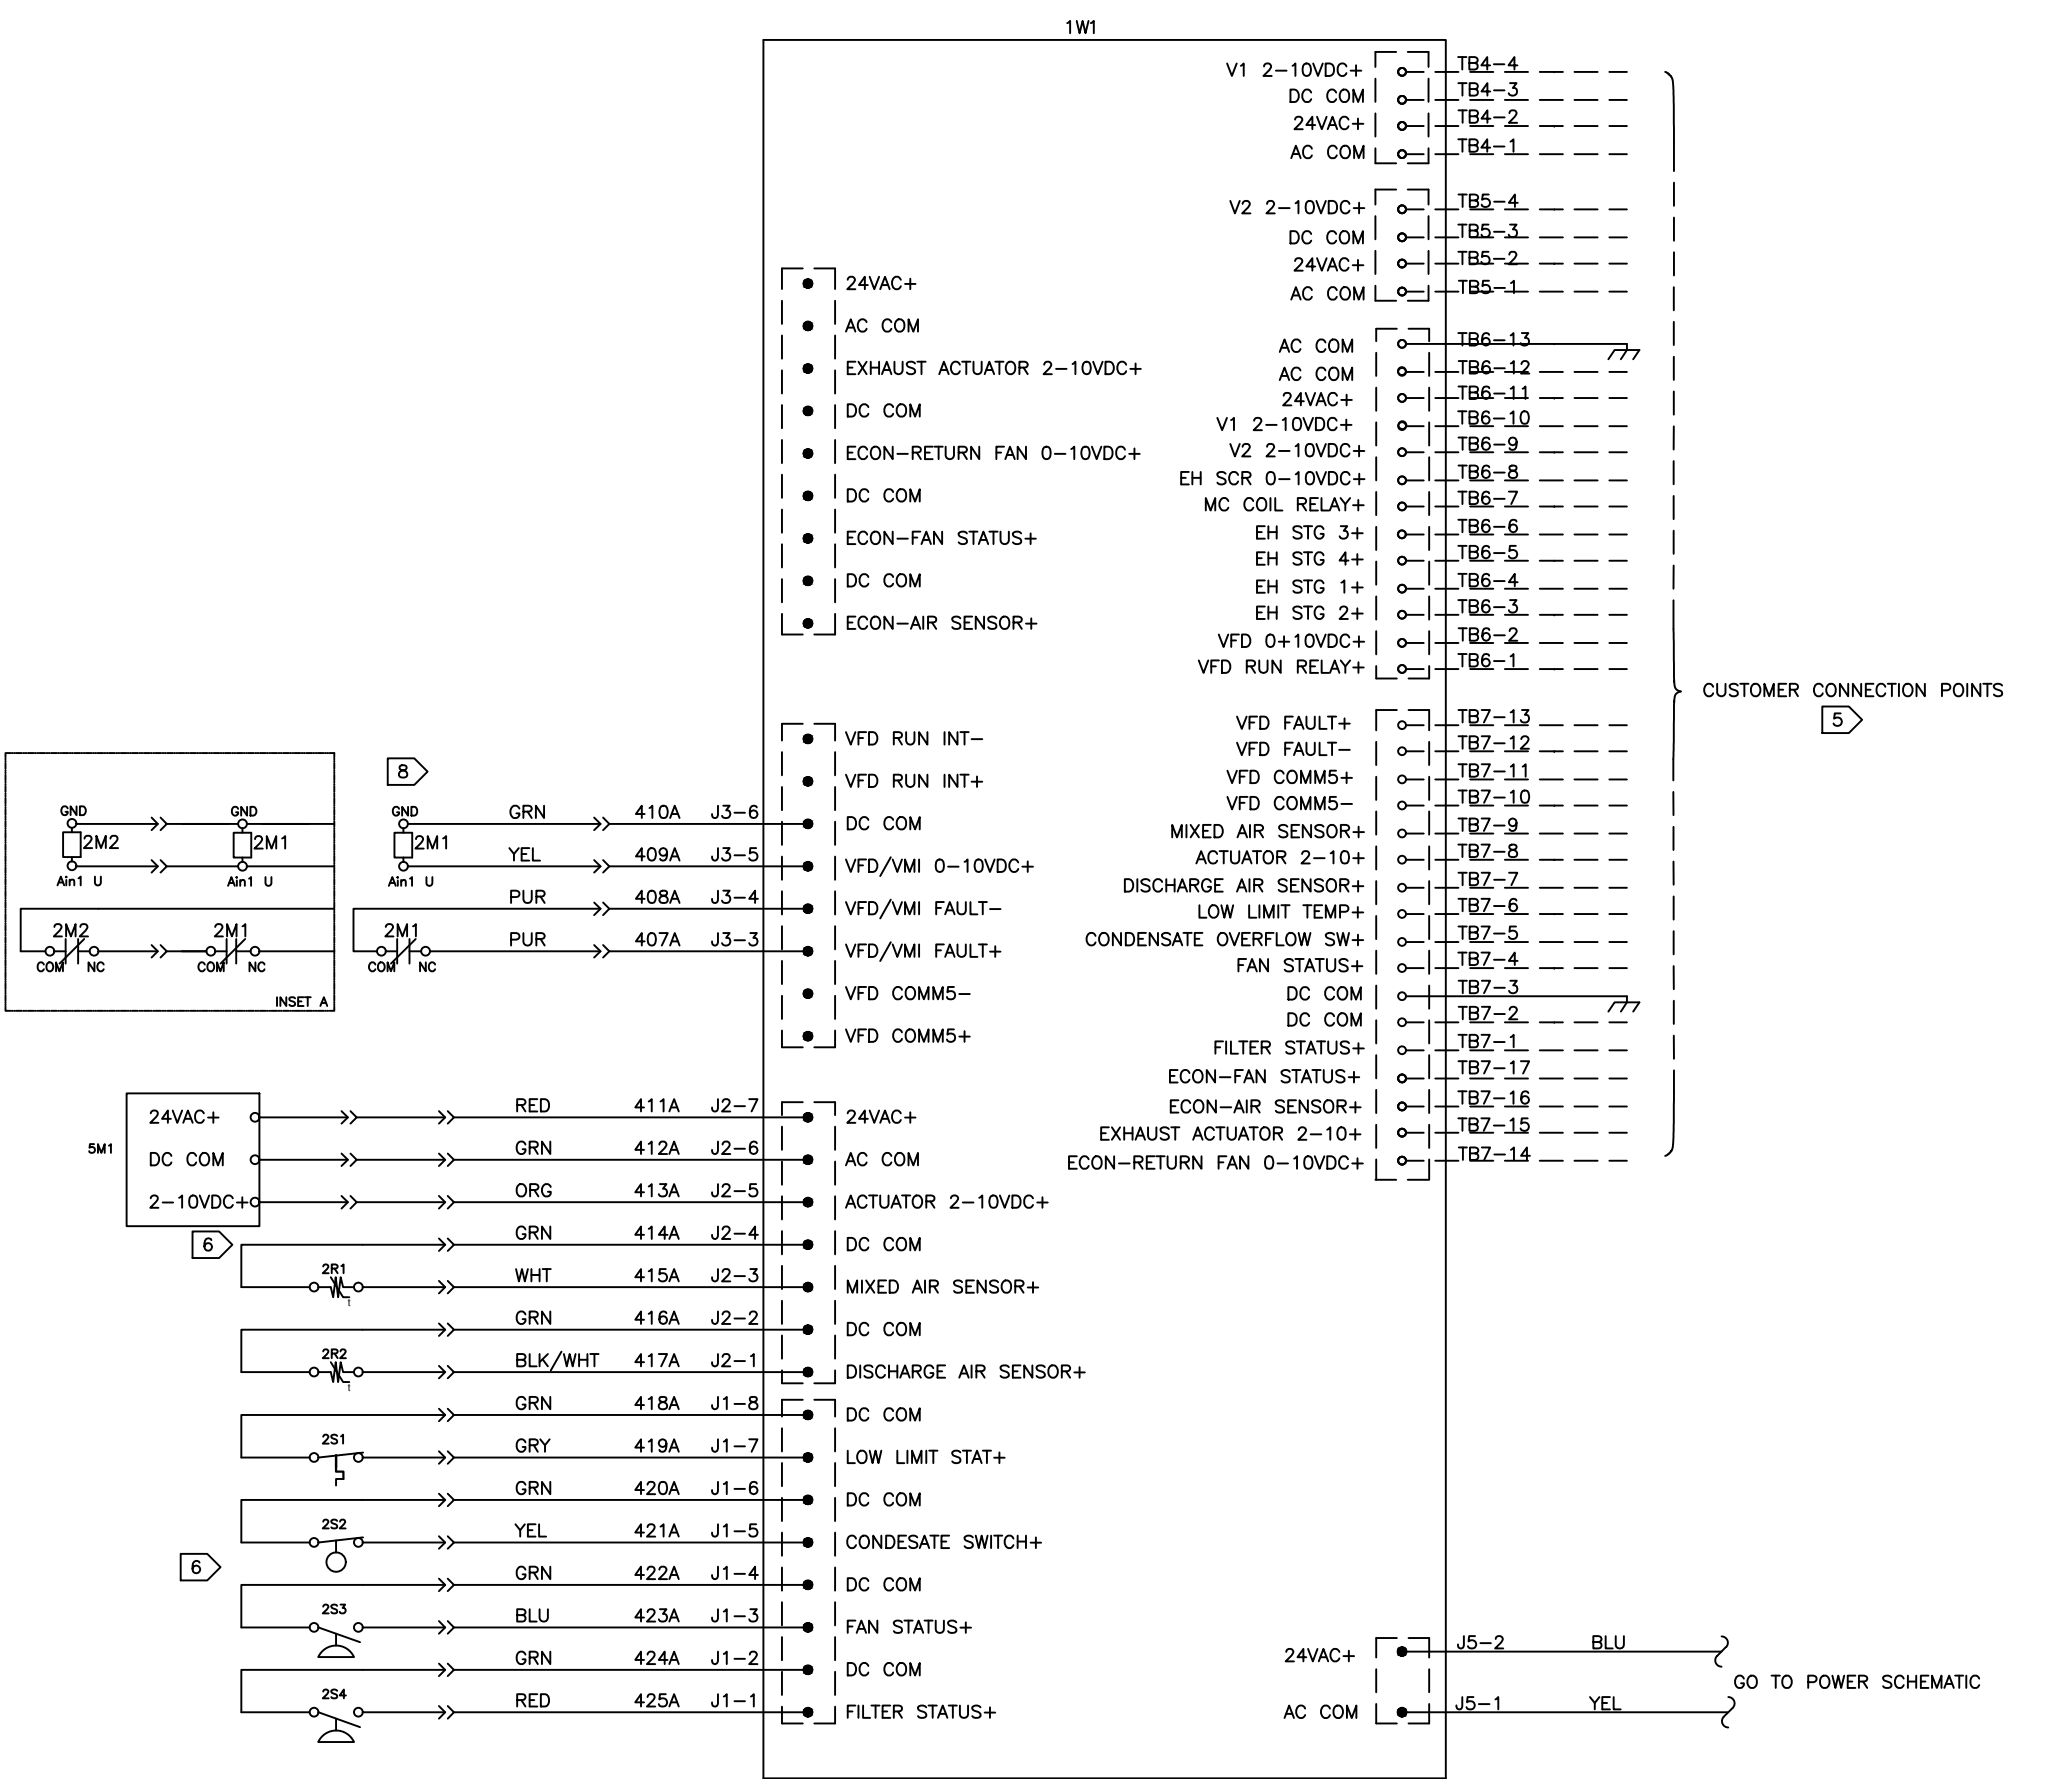 1W1
V1 2-10VDC+ TB4-4
DC COM TB4-3
24VAC+ TB4-2
AC COM TB4-1
V2 2-10VDC+ TB5-4
DC COM TB5-3
24VAC+ TB5-2
AC COM TB5-1
24VAC+
AC COM
EXHAUST ACTUATOR 2-10VDC+
DC COM
ECON-RETURN FAN 0-10VDC+
DC COM
ECON-FAN STATUS+
DC COM
ECON-AIR SENSOR+
AC COM TB6-13
AC COM TB6-12
24VAC+ TB6-11
V1 2-10VDC+ TB6-10
V2 2-10VDC+ TB6-9
EH SCR 0-10VDC+ TB6-8
MC COIL RELAY+ TB6-7
EH STG 3+ TB6-6
EH STG 4+ TB6-5
EH STG 1+ TB6-4
EH STG 2+ TB6-3
VFD 0+10VDC+ TB6-2
VFD RUN RELAY+ TB6-1
CUSTOMER CONNECTION POINTS
5
VFD FAULT+ TB7-13
VFD FAULT- TB7-12
VFD COMM5+ TB7-11
VFD COMM5- TB7-10
MIXED AIR SENSOR+ TB7-9
ACTUATOR 2-10+ TB7-8
DISCHARGE AIR SENSOR+ TB7-7
LOW LIMIT TEMP+ TB7-6
CONDENSATE OVERFLOW SW+ TB7-5
FAN STATUS+ TB7-4
DC COM TB7-3
DC COM TB7-2
FILTER STATUS+ TB7-1
ECON-FAN STATUS+ TB7-17
ECON-AIR SENSOR+ TB7-16
EXHAUST ACTUATOR 2-10+ TB7-15
ECON-RETURN FAN 0-10VDC+ TB7-14
GND GND
2M2 2M1
Ain1 U Ain1 U
2M2 2M1
COM NC COM NC
INSET A
8
GND
2M1
Ain1 U
2M1
COM NC
VFD RUN INT-
VFD RUN INT+
GRN 410A J3-6 DC COM
YEL 409A J3-5 VFD/VMI 0-10VDC+
PUR 408A J3-4 VFD/VMI FAULT-
PUR 407A J3-3 VFD/VMI FAULT+
VFD COMM5-
VFD COMM5+
5M1
24VAC+ RED 411A J2-7 24VAC+
DC COM GRN 412A J2-6 AC COM
2-10VDC+ ORG 413A J2-5 ACTUATOR 2-10VDC+
6
GRN 414A J2-4 DC COM
2R1 t WHT 415A J2-3 MIXED AIR SENSOR+
GRN 416A J2-2 DC COM
2R2 t BLK/WHT 417A J2-1 DISCHARGE AIR SENSOR+
GRN 418A J1-8 DC COM
2S1 GRY 419A J1-7 LOW LIMIT STAT+
GRN 420A J1-6 DC COM
2S2 YEL 421A J1-5 CONDESATE SWITCH+
6
GRN 422A J1-4 DC COM
2S3 BLU 423A J1-3 FAN STATUS+
GRN 424A J1-2 DC COM
2S4 RED 425A J1-1 FILTER STATUS+
24VAC+ J5-2 BLU
GO TO POWER SCHEMATIC
AC COM J5-1 YEL